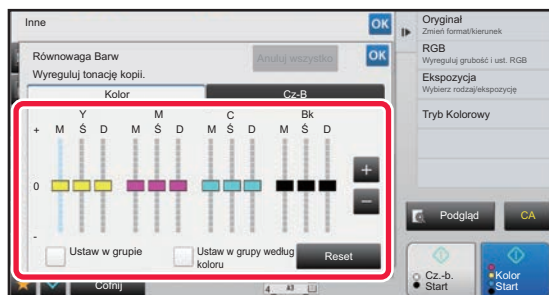 Inne
OK
Równowaga Barw
Anuluj wszystko
OK
Wyreguluj tonację kopii.
Kolor
Cz-B
Y M C Bk
+ M Ś D M Ś D M Ś D M Ś D
0
-
+
-
Ustaw w grupie
Ustaw w grupy według
koloru
Reset
Cofnij
4 A3
Oryginał
Zmień format/kierunek
RGB
Wyreguluj grubość i ust. RGB
Ekspozycja
Wybierz rodzaj/ekspozycję
Tryb Kolorowy
Podgląd
CA
Cz.-b.
Start
Kolor
Start